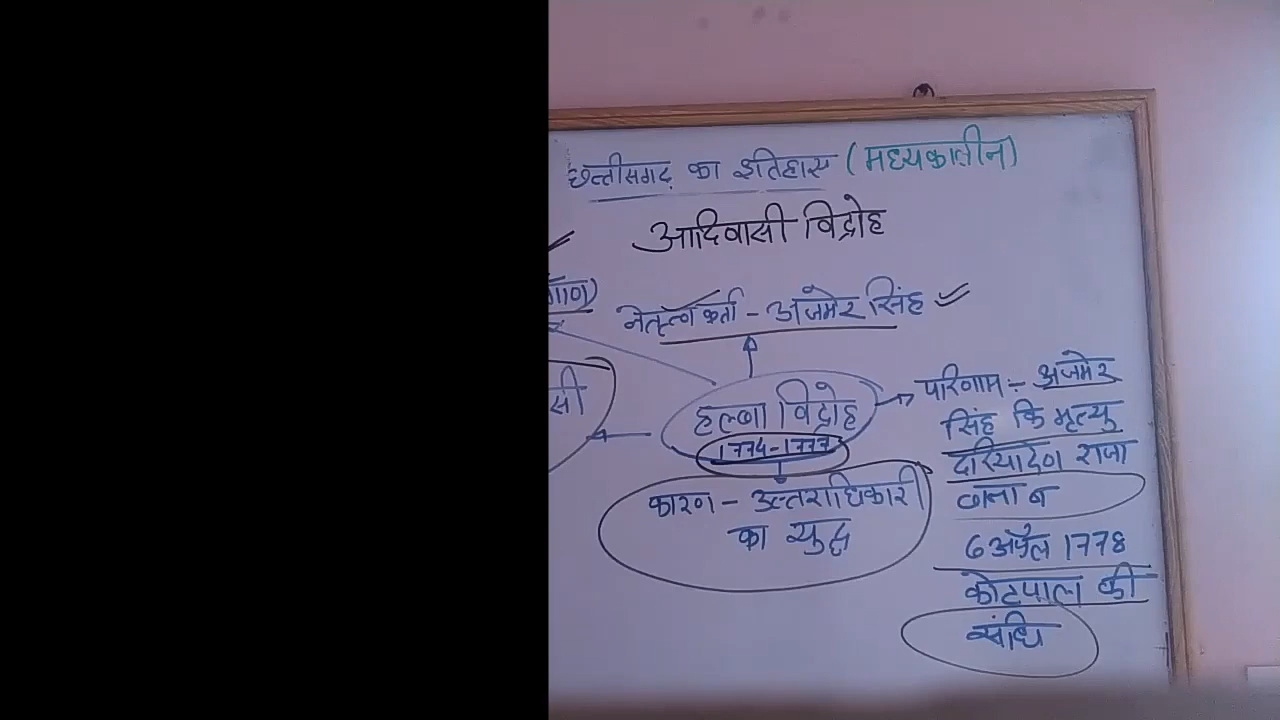 छत्तीसगढ़ का इतिहास (मध्यकालीन)
आदिवासी विद्रोह
नेतृत्व कर्ता - अजमेर सिंह
हल्बा विद्रोह
1774-1777
कारण - उत्तराधिकारी
का युद्ध
परिणाम :- अजमेर
सिंह कि मृत्यु
दरियादेव राजा
बना व
6 अप्रैल 1778
कोटपाल की
संधि